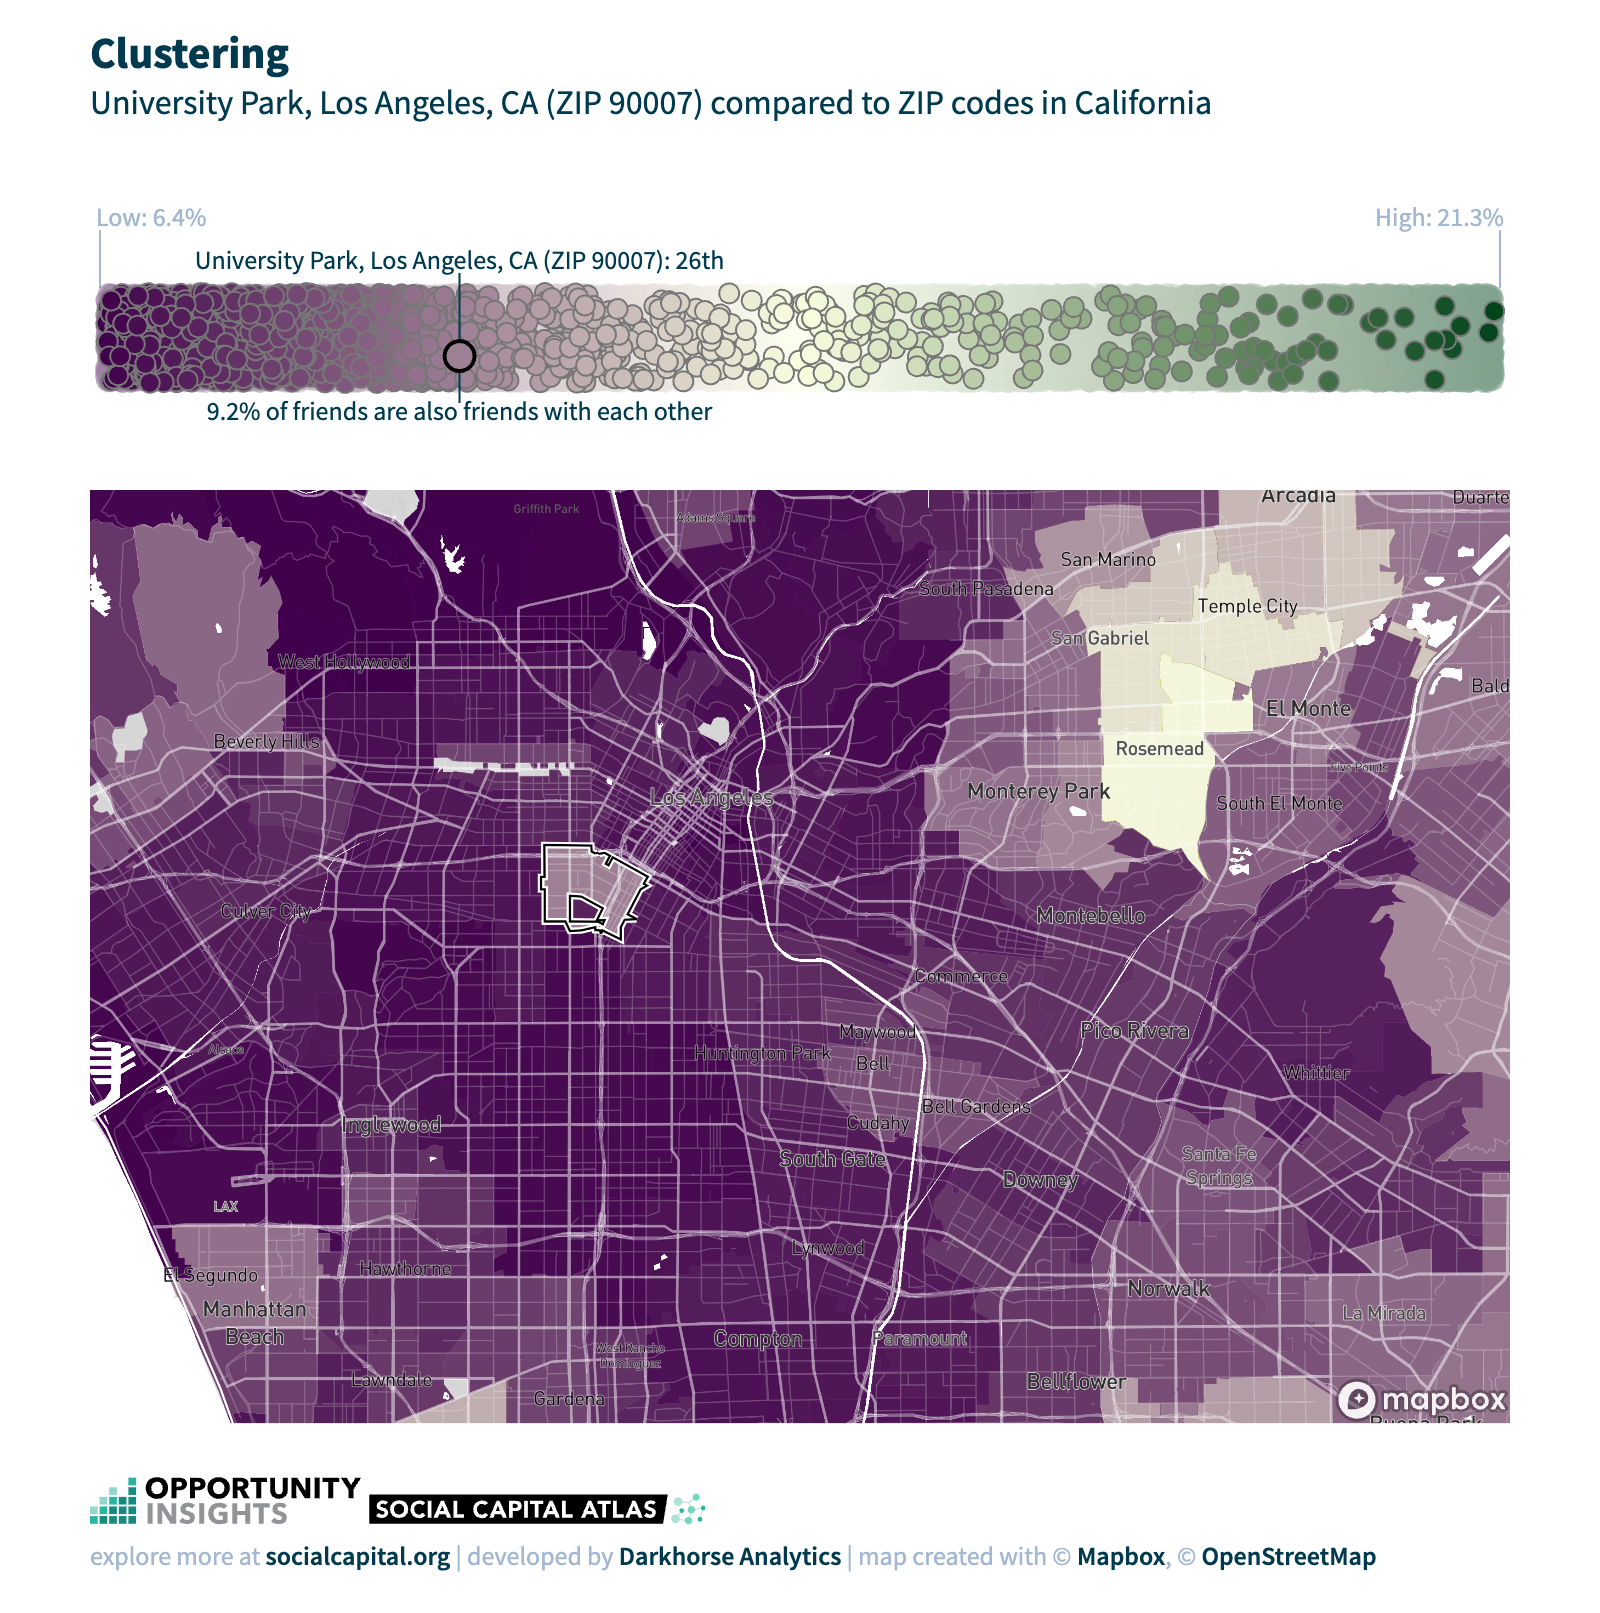 Clustering
University Park, Los Angeles, CA (ZIP 90007) compared to ZIP codes in California
Low: 6.4%
High: 21.3%
University Park, Los Angeles, CA (ZIP 90007): 26th
9.2% of friends are also friends with each other
Arcadia
Duarte
Griffith Park
Adams Square
San Marino
South Pasadena
Temple City
San Gabriel
West Hollywood
Bald
El Monte
Beverly Hills
Rosemead
Five Points
Monterey Park
Los Angeles
South El Monte
Culver City
Montebello
Commerce
Maywood
Pico Rivera
Alsace
Huntington Park
Bell
Whittier
Bell Gardens
Inglewood
Cudahy
South Gate
Santa Fe
Springs
Downey
LAX
Lynwood
El Segundo
Hawthorne
Norwalk
Manhattan
Beach
La Mirada
Compton
Paramount
West Rancho
Dominguez
Lawndale
Bellflower
Gardena
mapbox
Buena Park
OPPORTUNITY
INSIGHTS
SOCIAL CAPITAL ATLAS
explore more at socialcapital.org | developed by Darkhorse Analytics | map created with © Mapbox, © OpenStreetMap